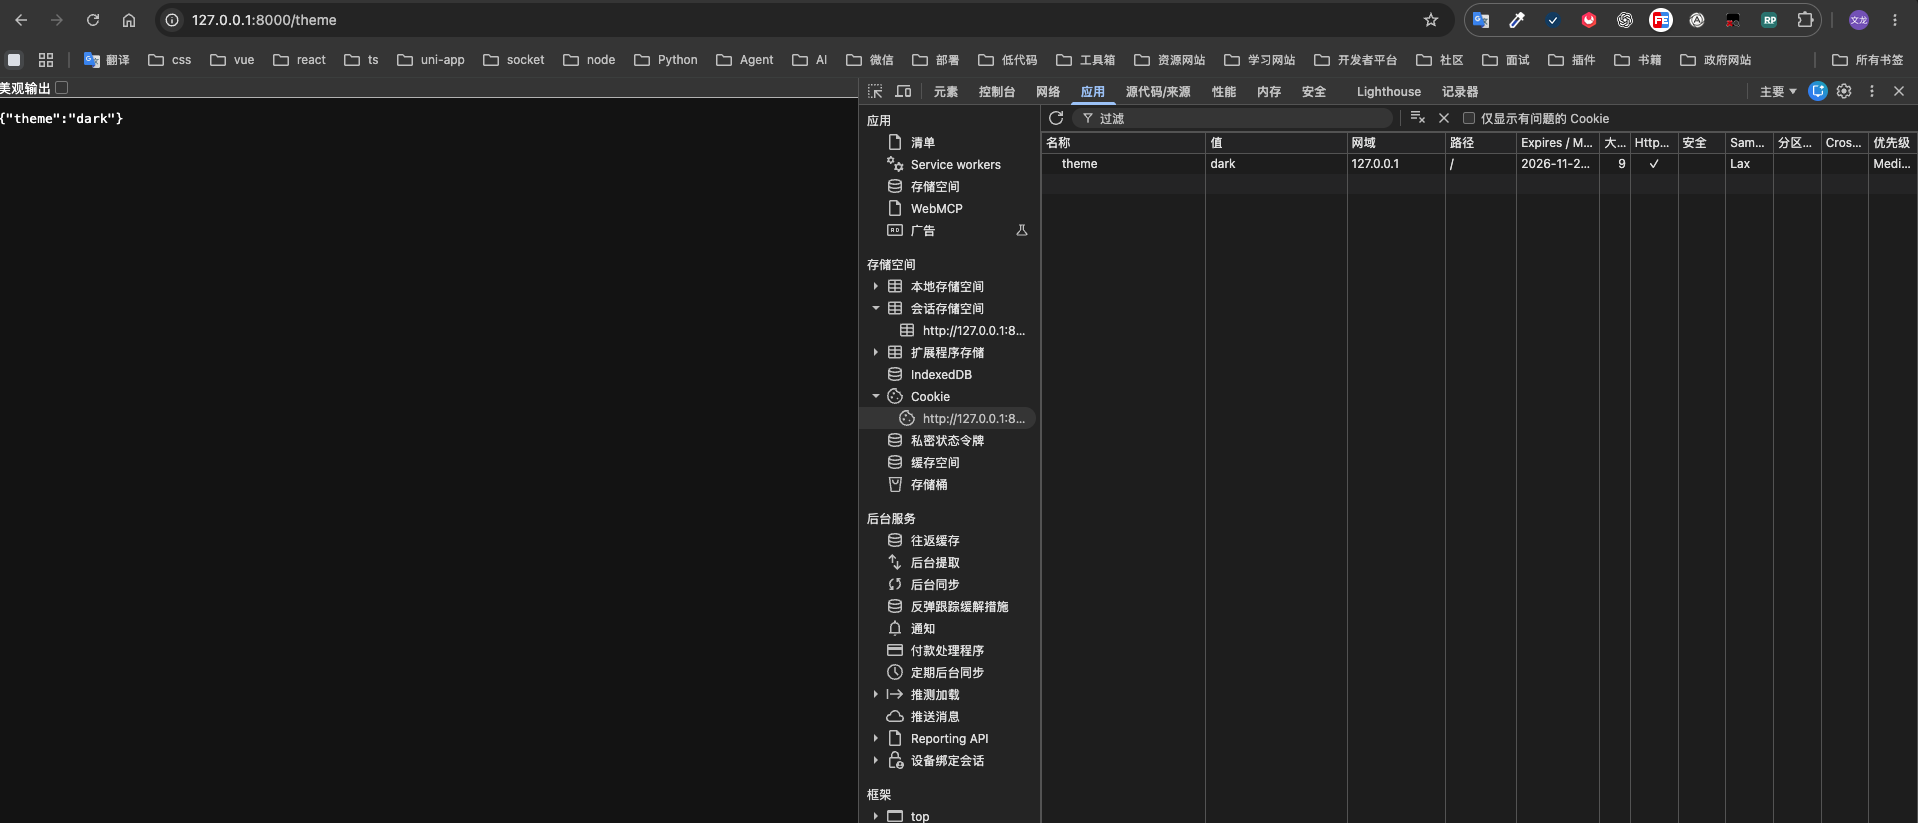 127.0.0.1:8000/theme
文龙
翻译 css vue react ts uni-app socket node Python Agent AI 微信 部署 低代码 工具箱 资源网站 学习网站 开发者平台 社区 面试 插件 书籍 政府网站 所有书签
美观输出
{"theme":"dark"}
元素 控制台 网络 应用 源代码/来源 性能 内存 安全 Lighthouse 记录器 主要
应用
清单
Service workers
存储空间
WebMCP
广告
存储空间
本地存储空间
会话存储空间
http://127.0.0.1:8...
扩展程序存储
IndexedDB
Cookie
http://127.0.0.1:8...
私密状态令牌
缓存空间
存储桶
后台服务
往返缓存
后台提取
后台同步
反弹跟踪缓解措施
通知
付款处理程序
定期后台同步
推测加载
推送消息
Reporting API
设备绑定会话
框架
top
过滤 仅显示有问题的 Cookie
名称 值 网域 路径 Expires / M... 大... Http... 安全 Sam... 分区... Cros... 优先级
theme dark 127.0.0.1 / 2026-11-2... 9 ✓ Lax Medi...